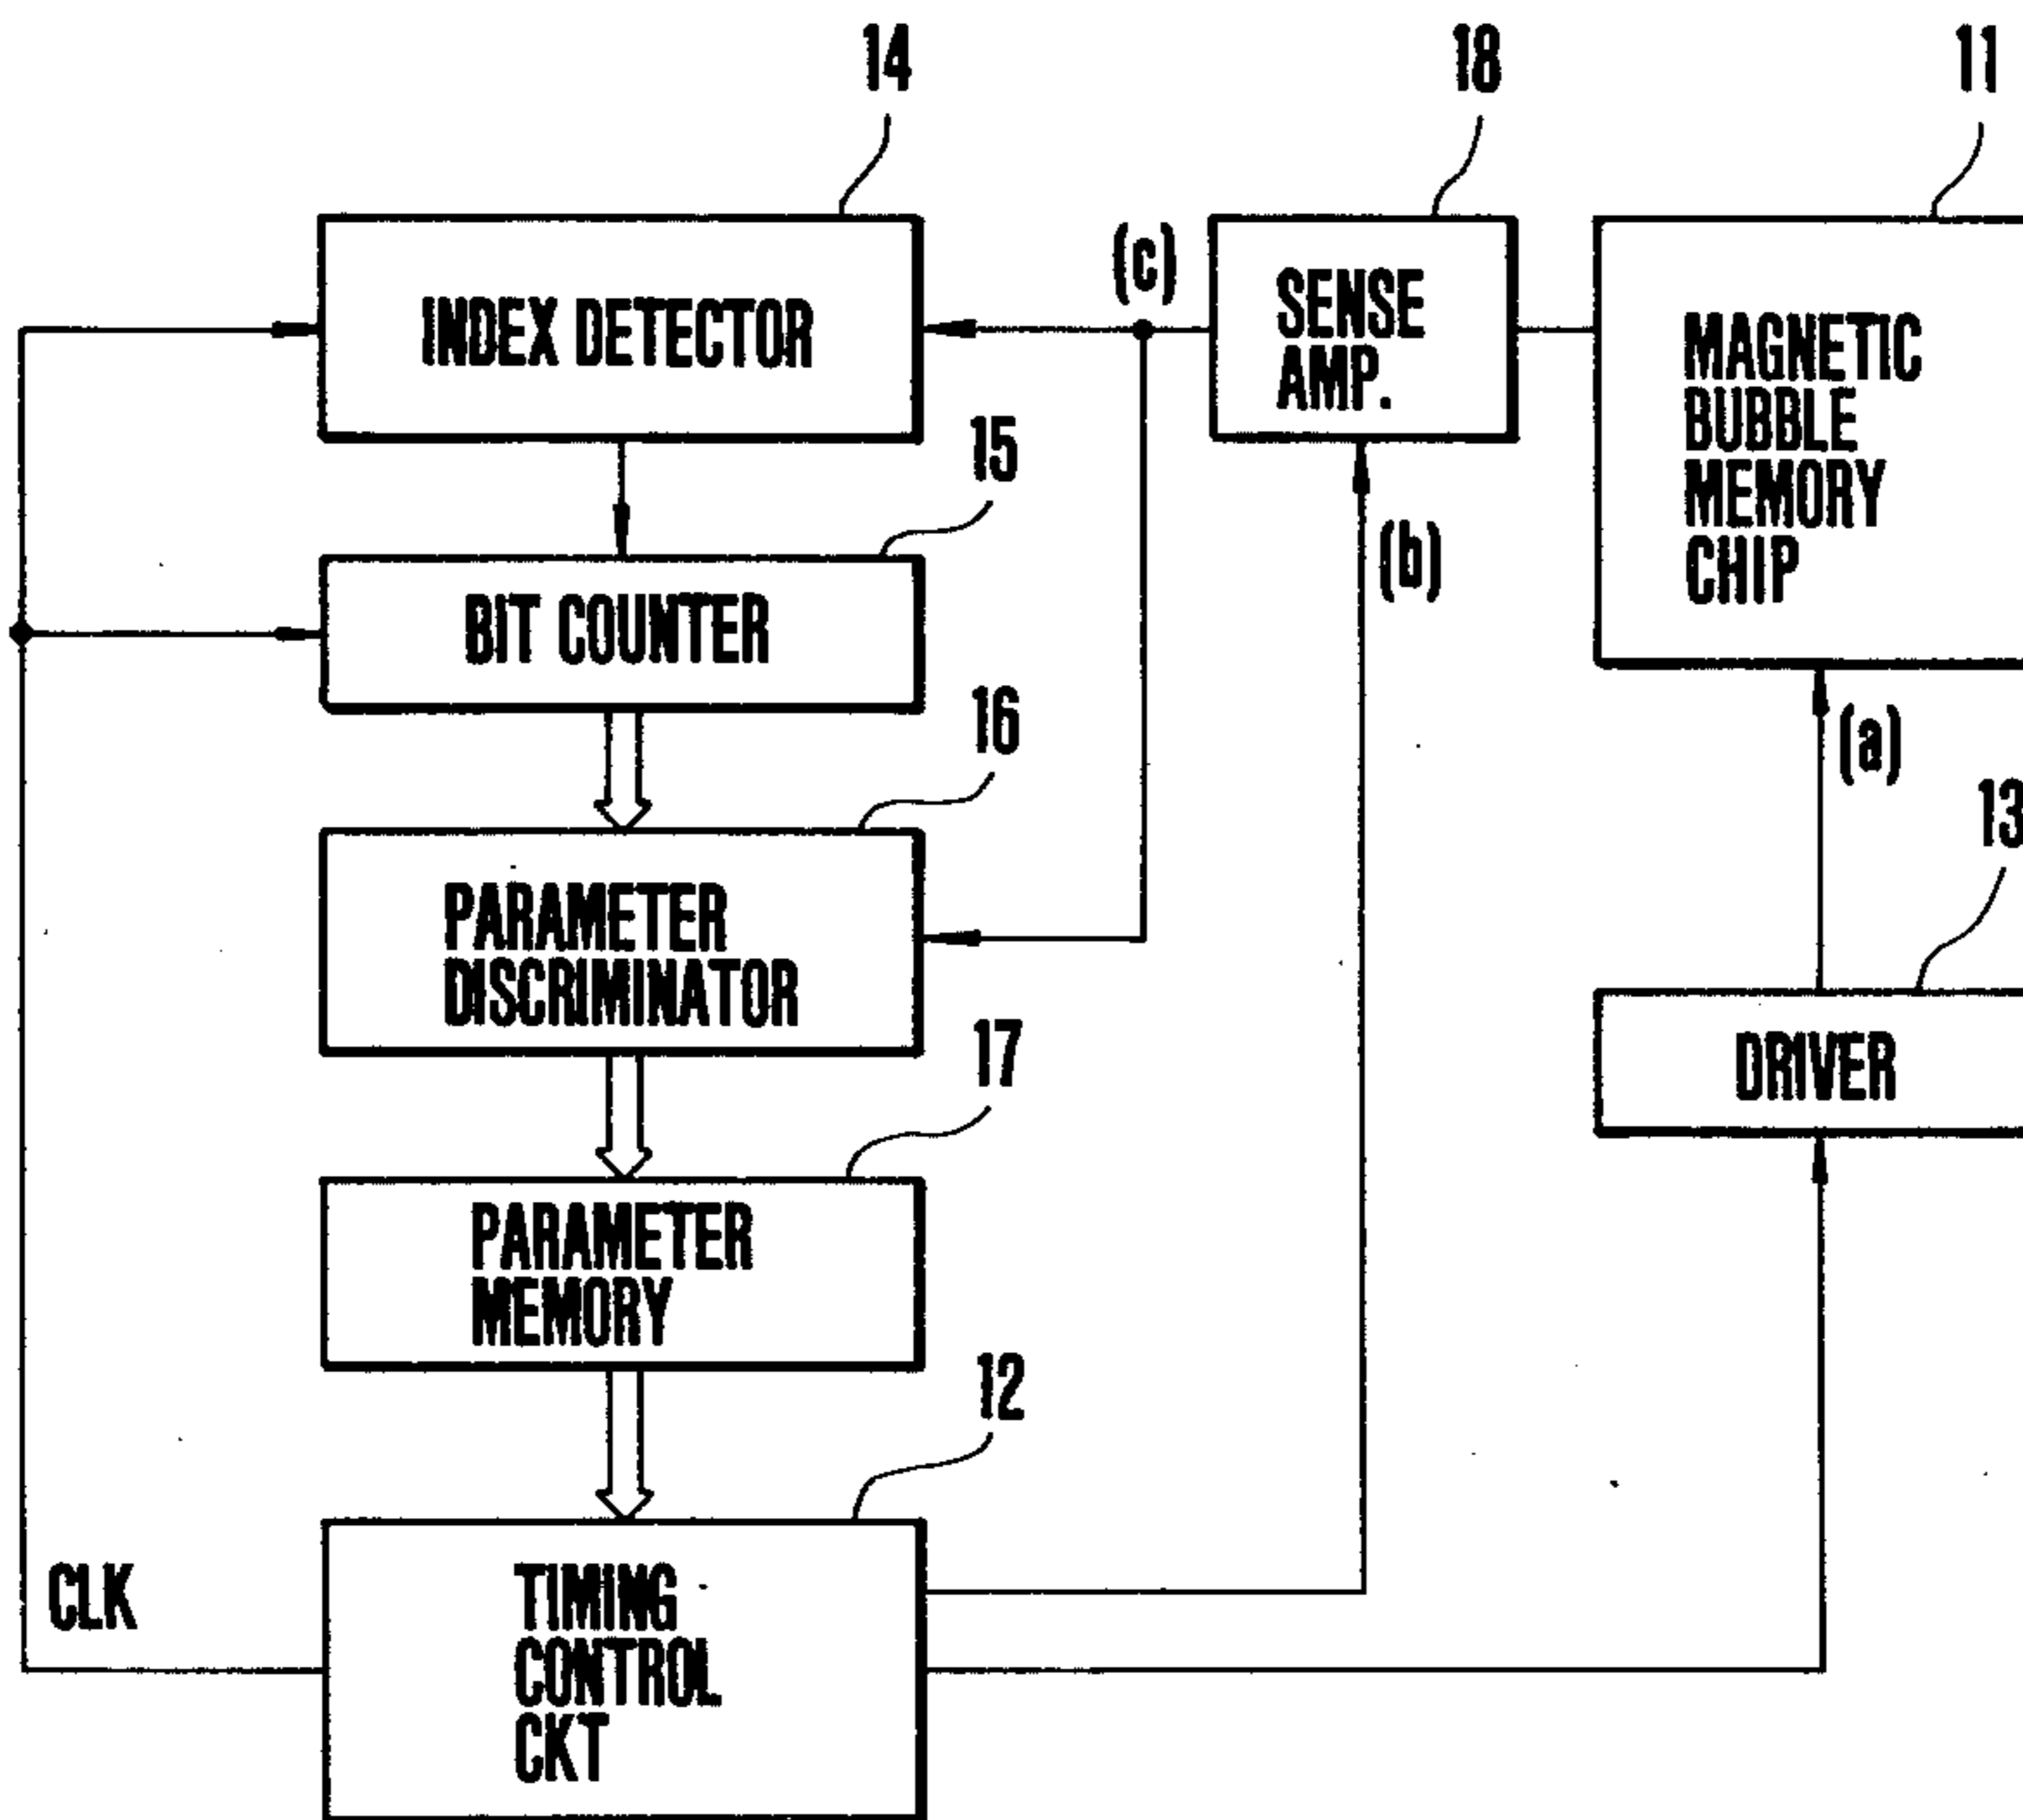 14
18
11
INDEX DETECTOR
(c)
SENSE
AMP.
MAGNETIC
BUBBLE
MEMORY
CHIP
15
(b)
BIT COUNTER
16
(a)
13
PARAMETER
DISCRIMINATOR
17
DRIVER
PARAMETER
MEMORY
12
CLK
TIMING
CONTROL
CKT